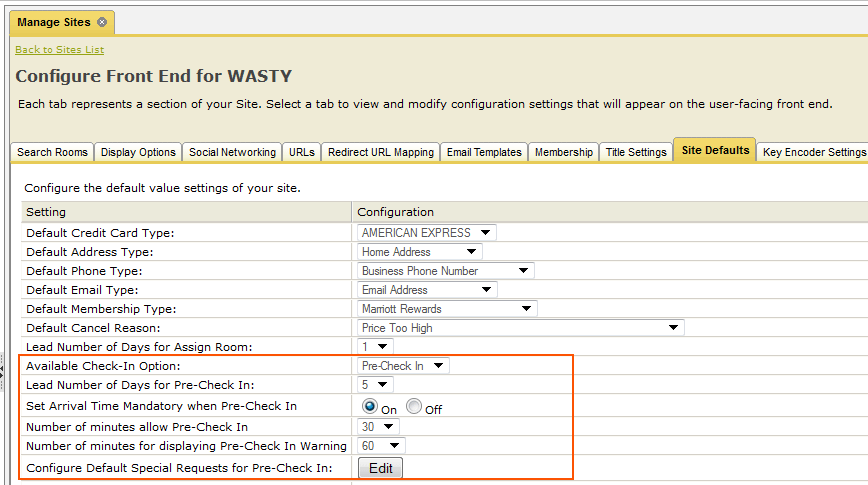 Manage Sites
Back to Sites List
Configure Front End for WASTY
Each tab represents a section of your Site. Select a tab to view and modify configuration settings that will appear on the user-facing front end.
Search Rooms Display Options Social Networking URLs Redirect URL Mapping Email Templates Membership Title Settings Site Defaults Key Encoder Settings
Configure the default value settings of your site.
Setting Configuration
Default Credit Card Type: AMERICAN EXPRESS
Default Address Type: Home Address
Default Phone Type: Business Phone Number
Default Email Type: Email Address
Default Membership Type: Marriott Rewards
Default Cancel Reason: Price Too High
Lead Number of Days for Assign Room: 1
Available Check-In Option: Pre-Check In
Lead Number of Days for Pre-Check In: 5
Set Arrival Time Mandatory when Pre-Check In On Off
Number of minutes allow Pre-Check In 30
Number of minutes for displaying Pre-Check In Warning 60
Configure Default Special Requests for Pre-Check In: Edit